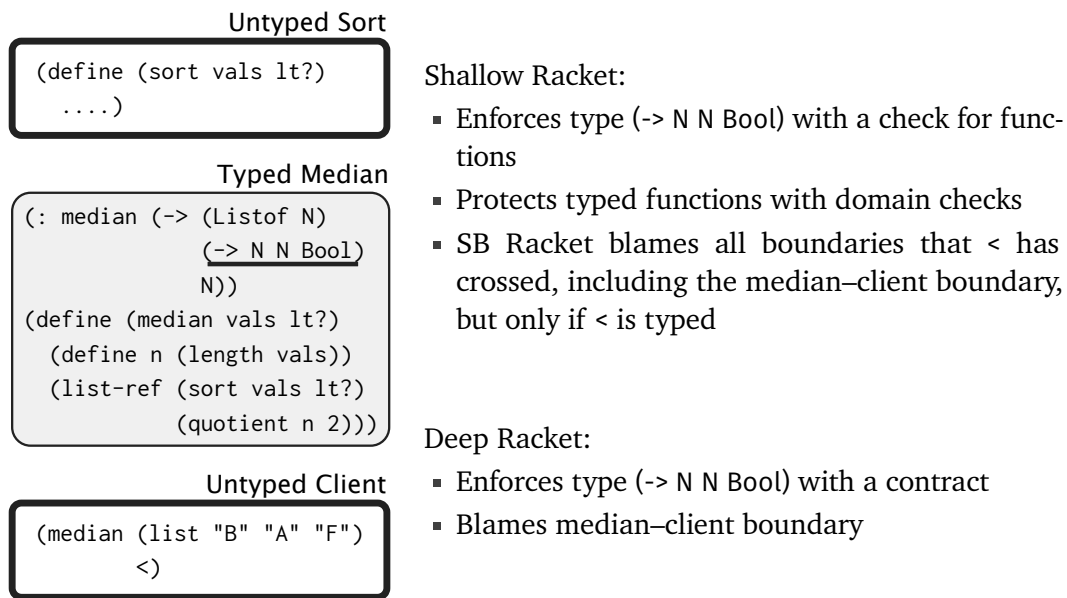 Untyped Sort
(define (sort vals lt?)
....)
Typed Median
(: median (-> (Listof N)
(-> N N Bool)
N))
(define (median vals lt?)
(define n (length vals))
(list-ref (sort vals lt?)
(quotient n 2)))
Untyped Client
(median (list "B" "A" "F")
<)
Shallow Racket:
▪ Enforces type (-> N N Bool) with a check for func-
tions
▪ Protects typed functions with domain checks
▪ SB Racket blames all boundaries that < has
crossed, including the median–client boundary,
but only if < is typed
Deep Racket:
▪ Enforces type (-> N N Bool) with a contract
▪ Blames median–client boundary